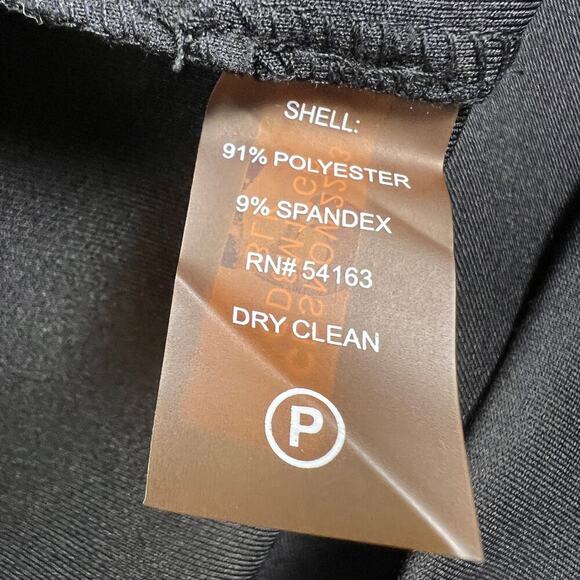 SHELL:
91% POLYESTER
9% SPANDEX
RN# 54163
DRY CLEAN
P